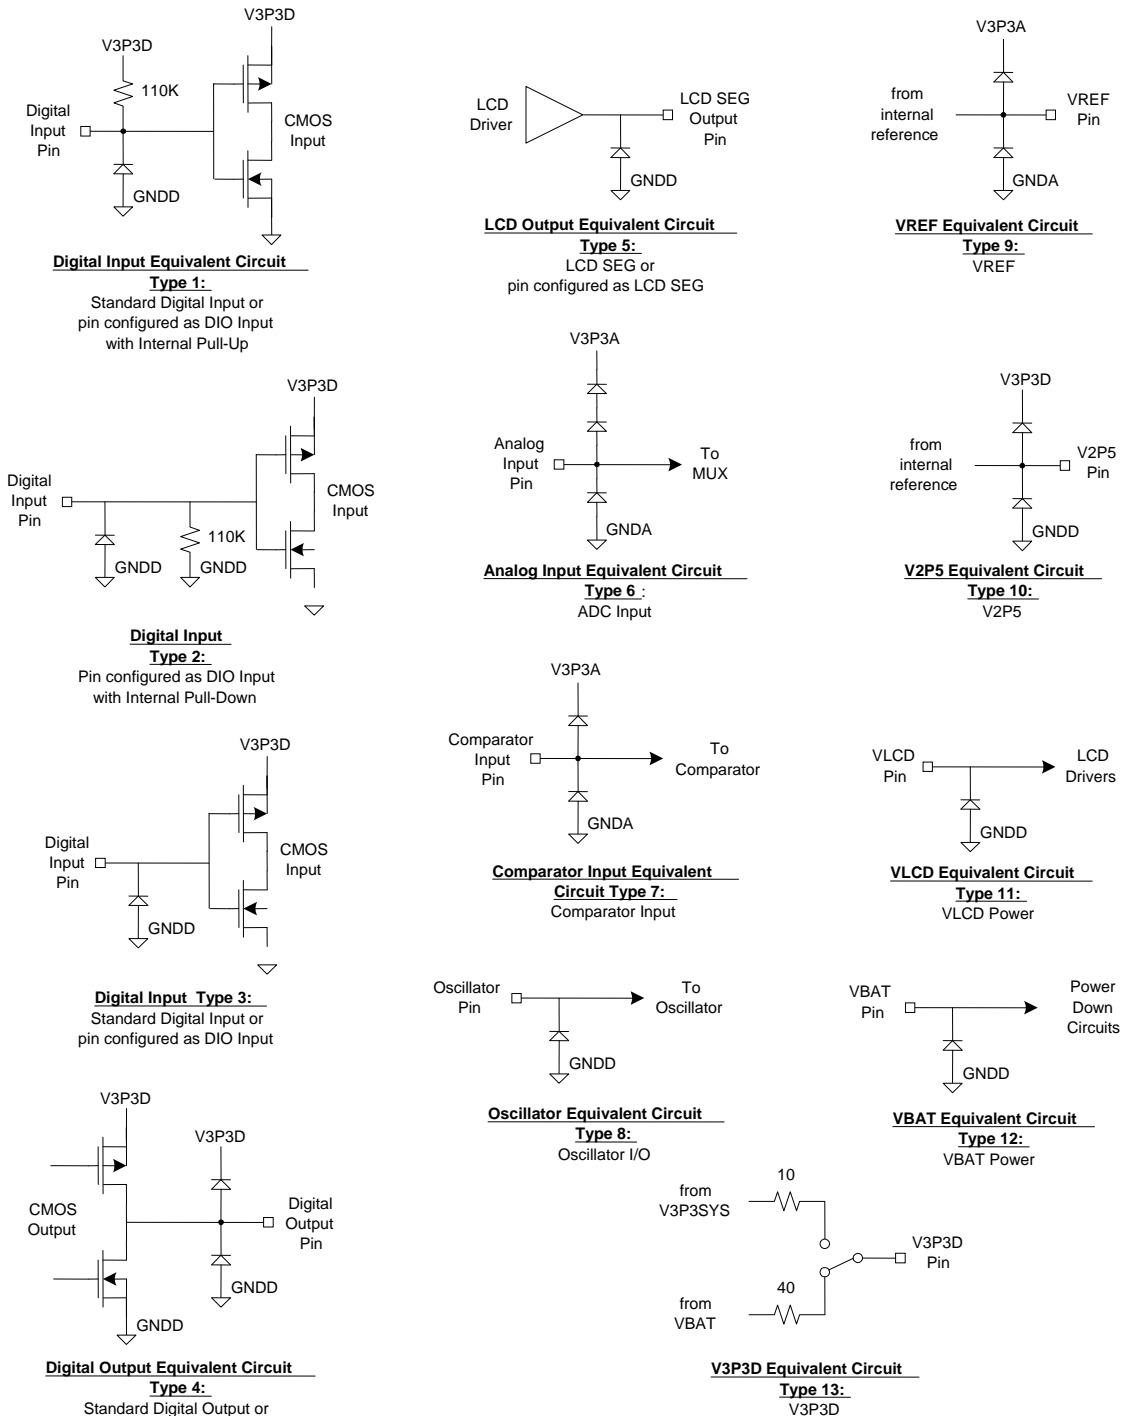 V3P3D
V3P3D
110K
Digital
Input
Pin
CMOS
Input
GNDD
Digital Input Equivalent Circuit
Type 1:
Standard Digital Input or
pin configured as DIO Input
with Internal Pull-Up
V3P3D
Digital
Input
Pin
CMOS
Input
110K
GNDD
GNDD
Digital Input
Type 2:
Pin configured as DIO Input
with Internal Pull-Down
V3P3D
Digital
Input
Pin
CMOS
Input
GNDD
Digital Input Type 3:
Standard Digital Input or
pin configured as DIO Input
V3P3D
V3P3D
CMOS
Output
Digital
Output
Pin
GNDD
GNDD
Digital Output Equivalent Circuit
Type 4:
Standard Digital Output or
LCD
Driver
LCD SEG
Output
Pin
GNDD
LCD Output Equivalent Circuit
Type 5:
LCD SEG or
pin configured as LCD SEG
V3P3A
Analog
Input
Pin
To
MUX
GNDA
Analog Input Equivalent Circuit
Type 6 :
ADC Input
V3P3A
Comparator
Input
Pin
To
Comparator
GNDA
Comparator Input Equivalent
Circuit Type 7:
Comparator Input
Oscillator
Pin
To
Oscillator
GNDD
Oscillator Equivalent Circuit
Type 8:
Oscillator I/O
V3P3A
from
internal
reference
VREF
Pin
GNDA
VREF Equivalent Circuit
Type 9:
VREF
V3P3D
from
internal
reference
V2P5
Pin
GNDD
V2P5 Equivalent Circuit
Type 10:
V2P5
VLCD
Pin
LCD
Drivers
GNDD
VLCD Equivalent Circuit
Type 11:
VLCD Power
VBAT
Pin
Power
Down
Circuits
GNDD
VBAT Equivalent Circuit
Type 12:
VBAT Power
10
from
V3P3SYS
V3P3D
Pin
40
from
VBAT
V3P3D Equivalent Circuit
Type 13:
V3P3D